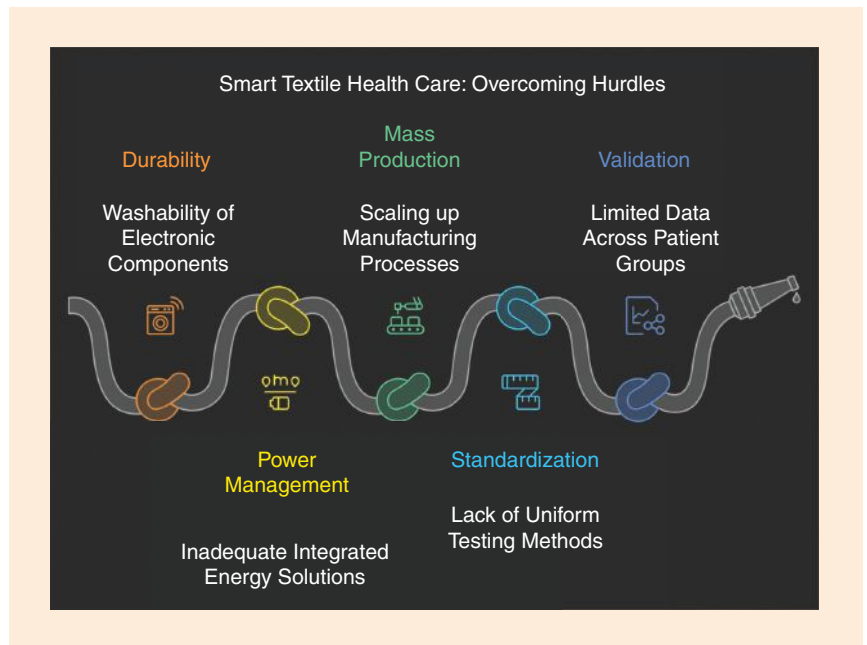 Smart Textile Health Care: Overcoming Hurdles
Durability
Washability of
Electronic
Components
Mass
Production
Scaling up
Manufacturing
Processes
Validation
Limited Data
Across Patient
Groups
Power
Management
Inadequate Integrated
Energy Solutions
Standardization
Lack of Uniform
Testing Methods